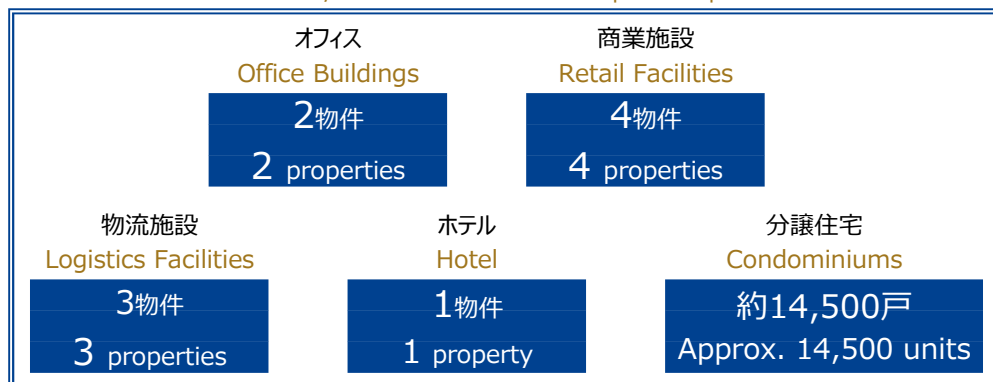 オフィス
Office Buildings
2物件
2 properties
商業施設
Retail Facilities
4物件
4 properties
物流施設
Logistics Facilities
3物件
3 properties
ホテル
Hotel
1物件
1 property
分譲住宅
Condominiums
約14,500戸
Approx. 14,500 units